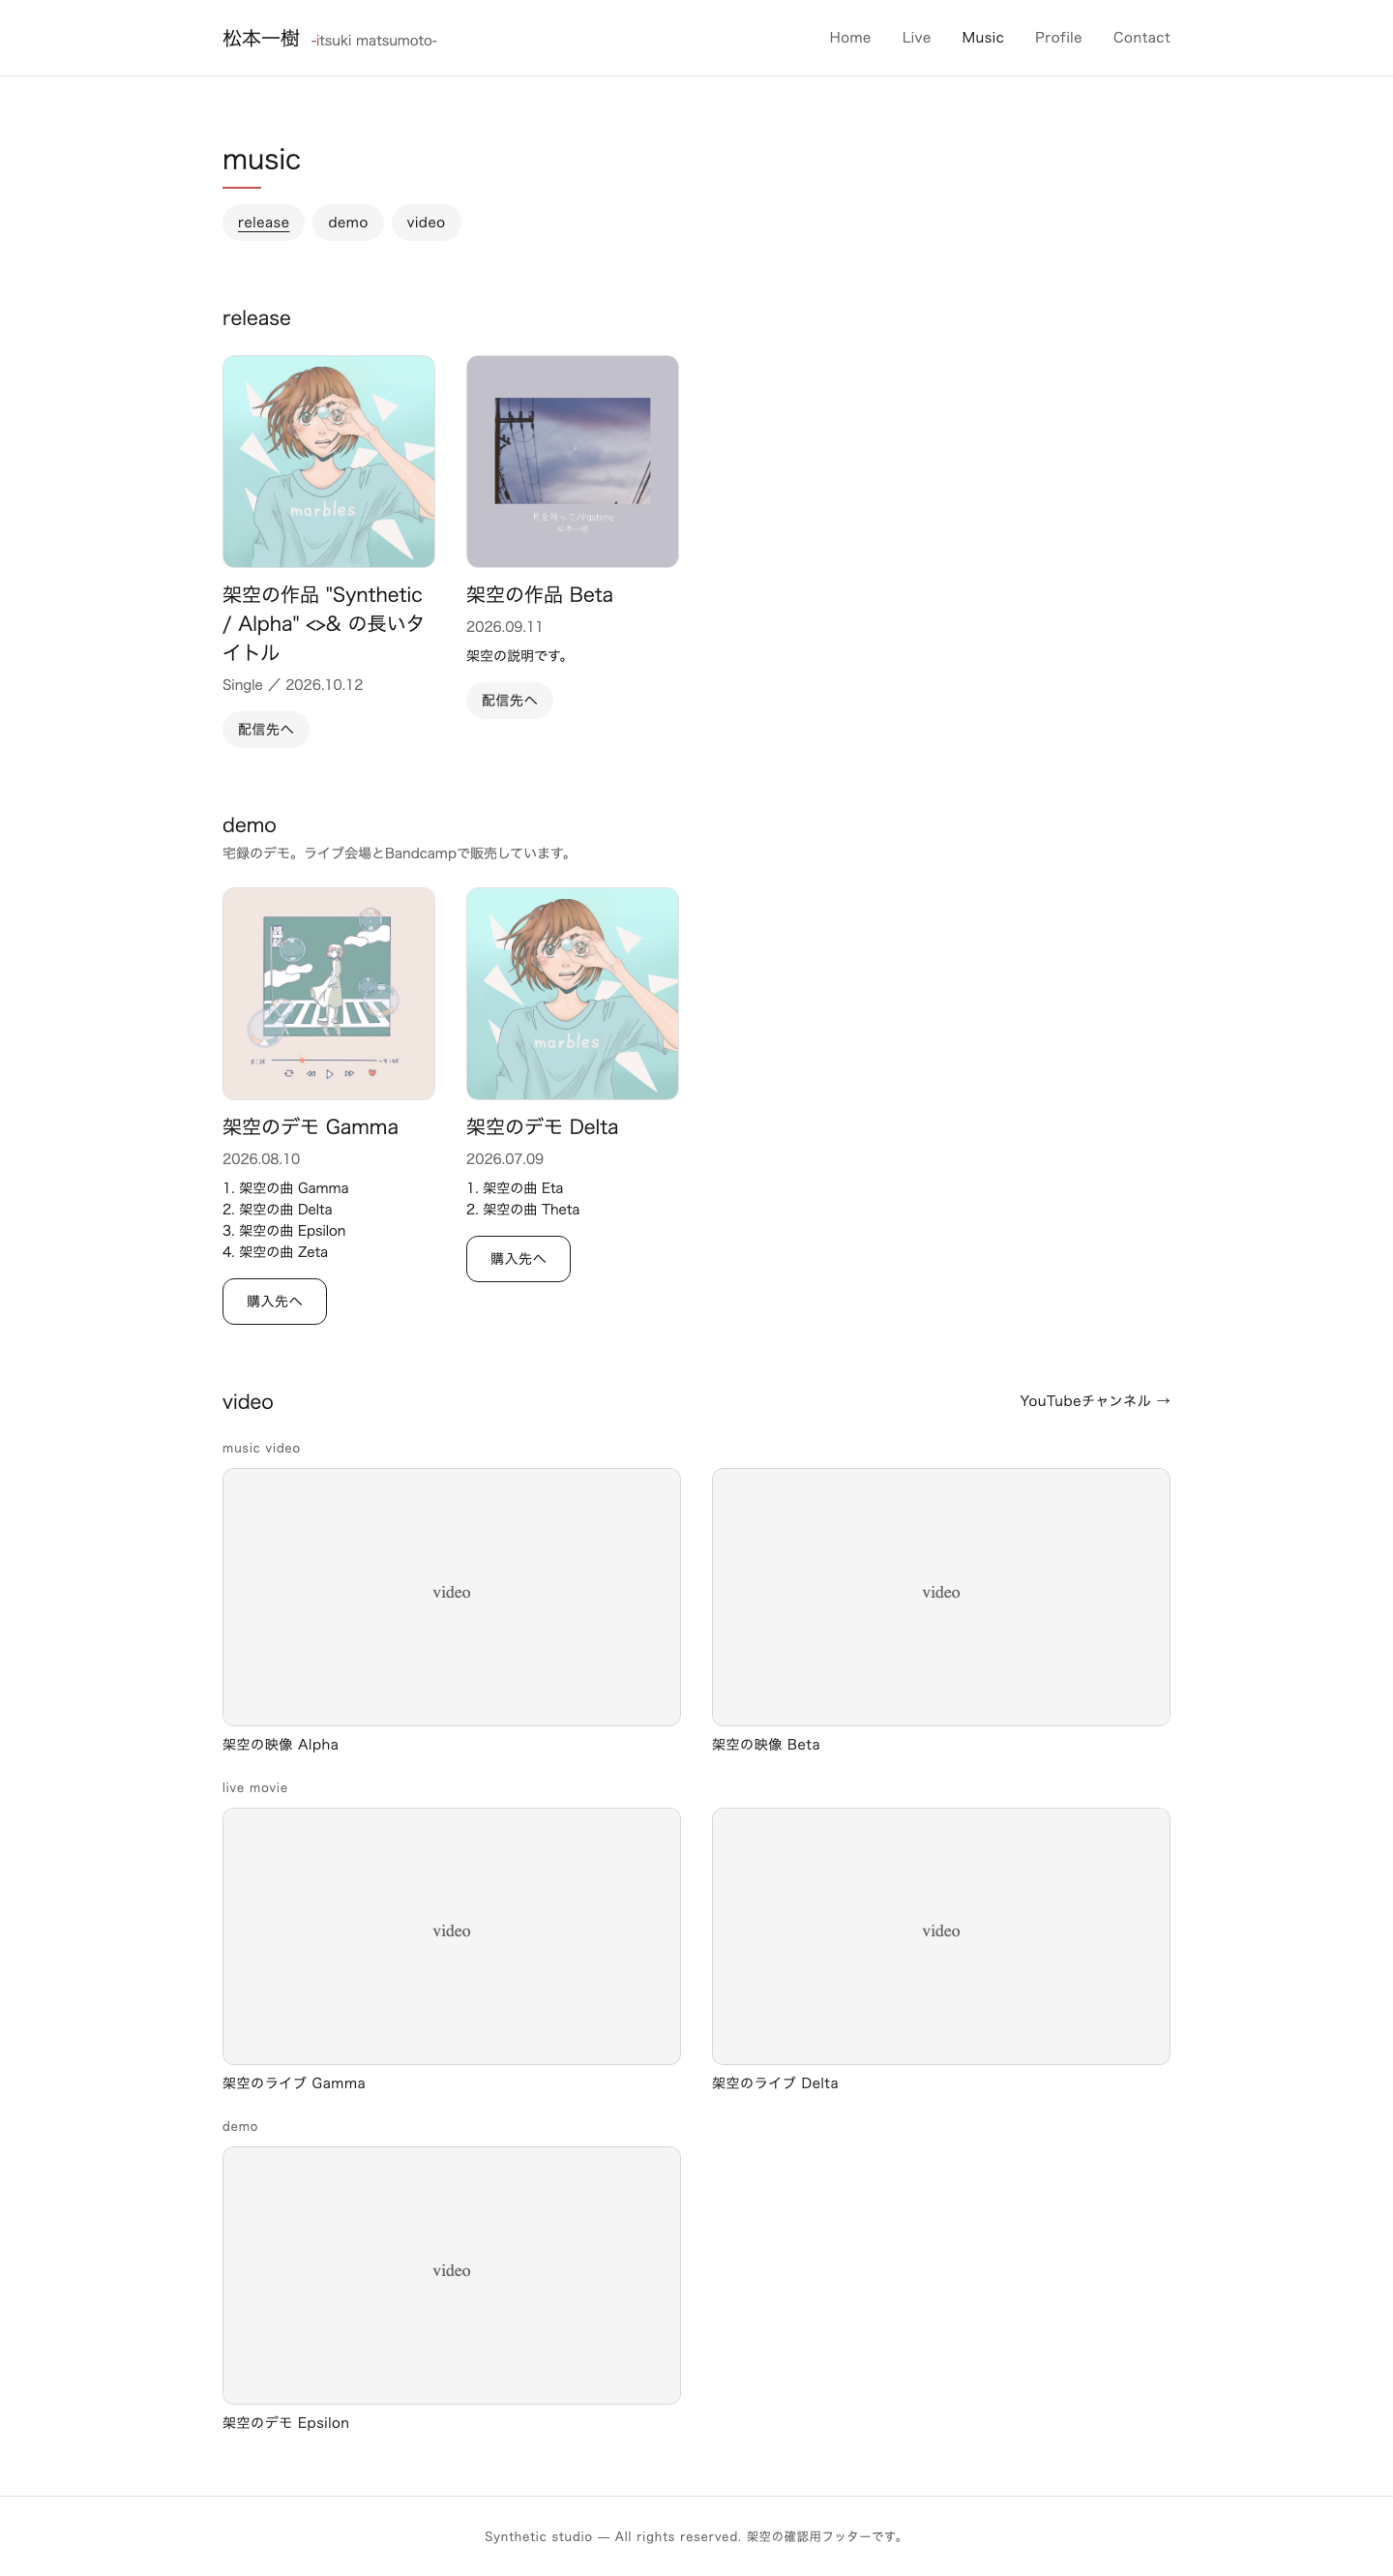 松本一樹 -itsuki matsumoto-
Home Live Music Profile Contact
music
release demo video
release
marbles
月を待って/Pastime
松本一樹
架空の作品 "Synthetic
/ Alpha" <>& の長いタ
イトル
Single ／ 2026.10.12
配信先へ
架空の作品 Beta
2026.09.11
架空の説明です。
配信先へ
demo
宅録のデモ。ライブ会場とBandcampで販売しています。
marbles
架空のデモ Gamma
2026.08.10
1. 架空の曲 Gamma
2. 架空の曲 Delta
3. 架空の曲 Epsilon
4. 架空の曲 Zeta
購入先へ
架空のデモ Delta
2026.07.09
1. 架空の曲 Eta
2. 架空の曲 Theta
購入先へ
video
YouTubeチャンネル →
music video
video
video
架空の映像 Alpha
架空の映像 Beta
live movie
video
video
架空のライブ Gamma
架空のライブ Delta
demo
video
架空のデモ Epsilon
Synthetic studio — All rights reserved. 架空の確認用フッターです。